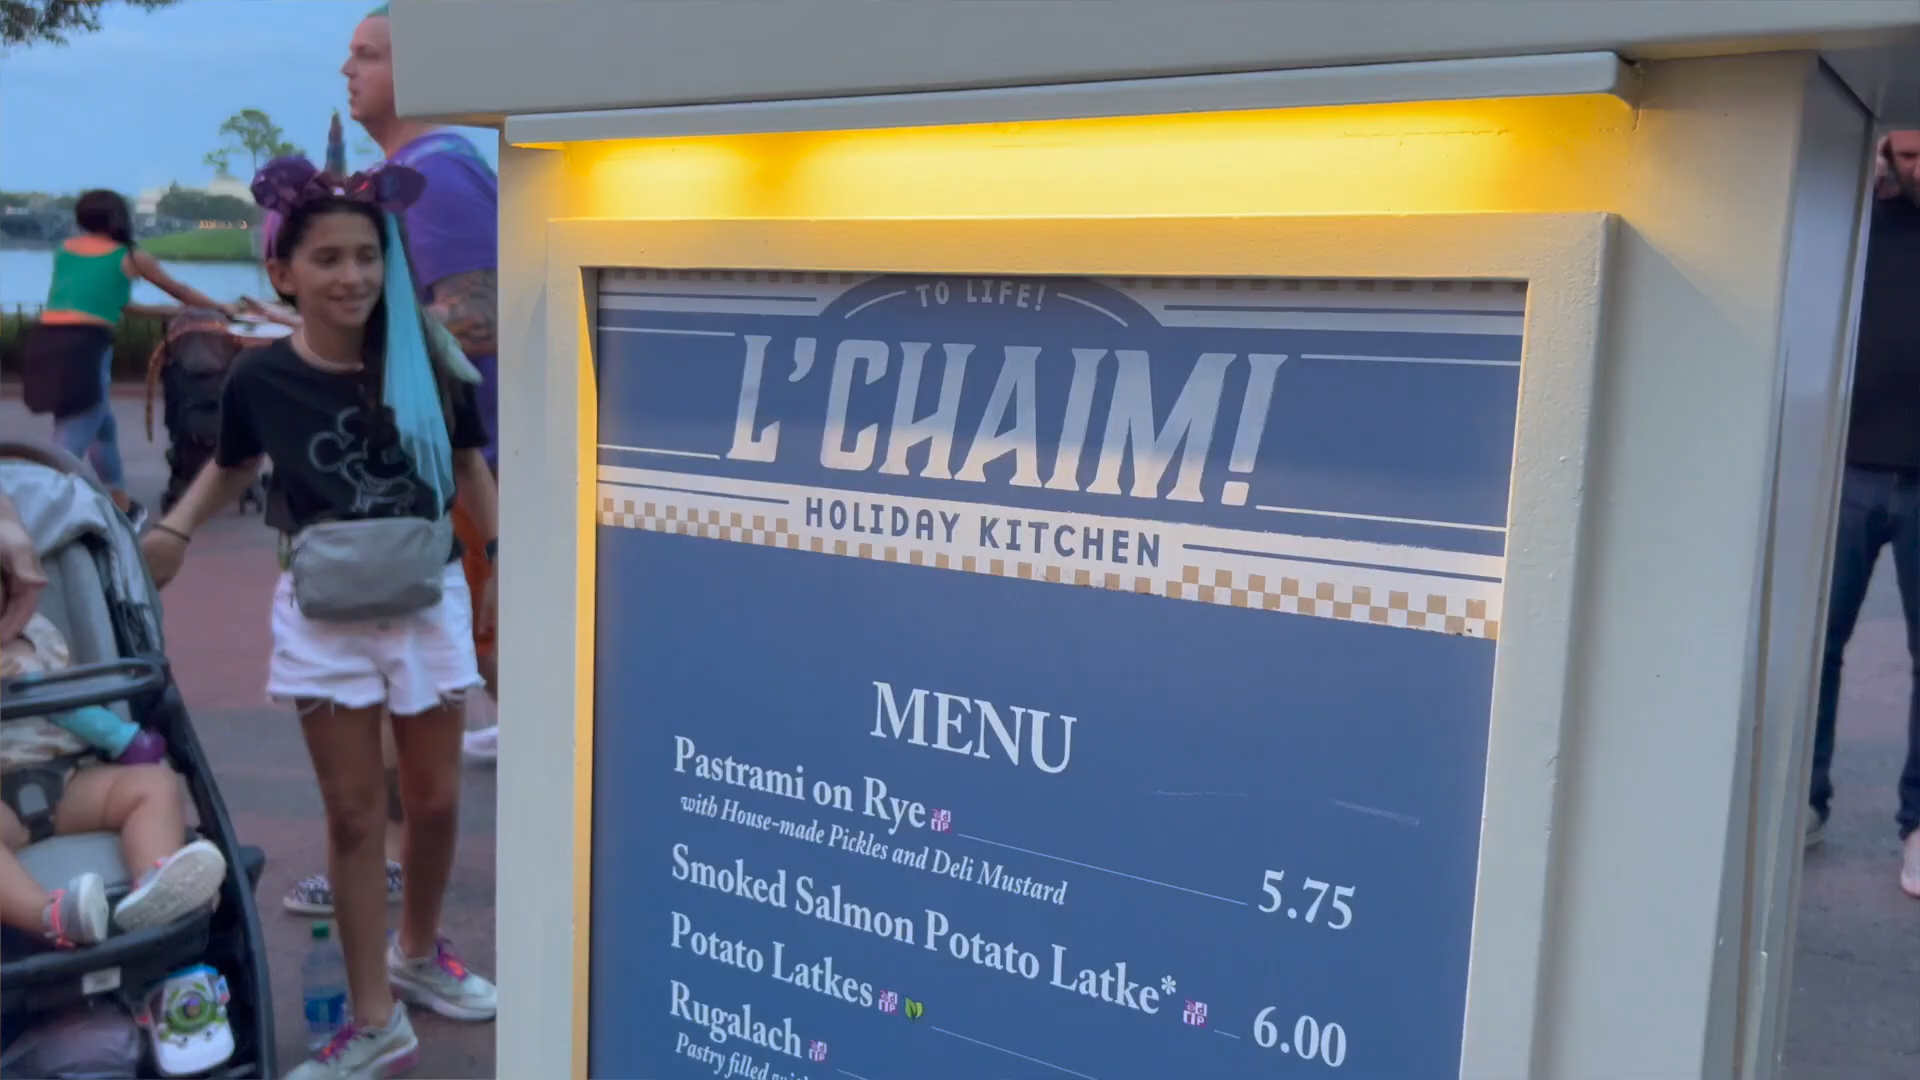 TO LIFE!
L'CHAIM!
HOLIDAY KITCHEN
MENU
Pastrami on Rye
with House-made Pickles and Deli Mustard
5.75
Smoked Salmon Potato Latke*
6.00
Potato Latkes
Rugalach
Pastry filled